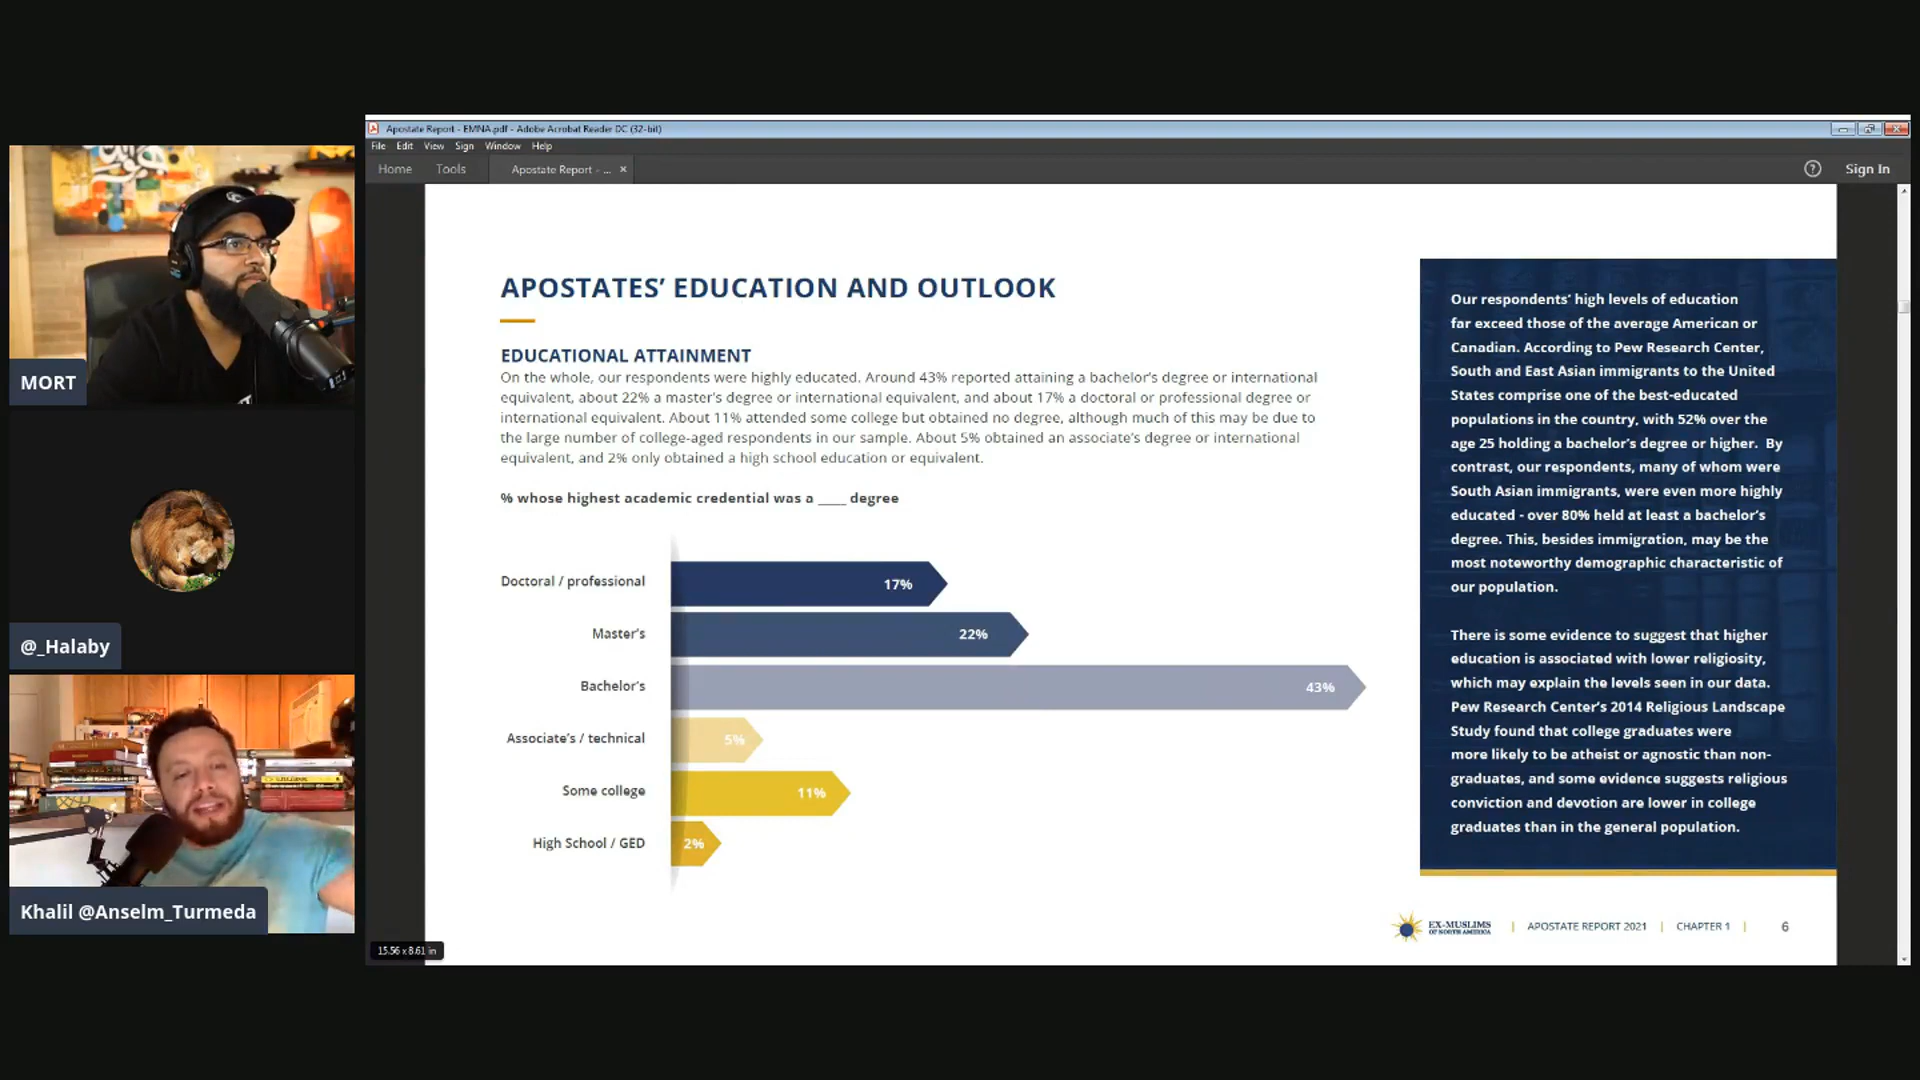 MORT
@_Halaby
Khalil @Anselm_Turmeda
Apostate Report - EMNA.pdf - Adobe Acrobat Reader DC (32-bit)
File Edit View Sign Window Help
Home Tools Apostate Report - ... × ? Sign In
APOSTATES’ EDUCATION AND OUTLOOK
EDUCATIONAL ATTAINMENT
On the whole, our respondents were highly educated. Around 43% reported attaining a bachelor’s degree or international
equivalent, about 22% a master’s degree or international equivalent, and about 17% a doctoral or professional degree or
international equivalent. About 11% attended some college but obtained no degree, although much of this may be due to
the large number of college-aged respondents in our sample. About 5% obtained an associate’s degree or international
equivalent, and 2% only obtained a high school education or equivalent.
% whose highest academic credential was a ____ degree
Doctoral / professional 17%
Master’s 22%
Bachelor’s 43%
Associate’s / technical 5%
Some college 11%
High School / GED 2%
Our respondents’ high levels of education
far exceed those of the average American or
Canadian. According to Pew Research Center,
South and East Asian immigrants to the United
States comprise one of the best-educated
populations in the country, with 52% over the
age 25 holding a bachelor’s degree or higher. By
contrast, our respondents, many of whom were
South Asian immigrants, were even more highly
educated - over 80% held at least a bachelor’s
degree. This, besides immigration, may be the
most noteworthy demographic characteristic of
our population.
There is some evidence to suggest that higher
education is associated with lower religiosity,
which may explain the levels seen in our data.
Pew Research Center’s 2014 Religious Landscape
Study found that college graduates were
more likely to be atheist or agnostic than non-
graduates, and some evidence suggests religious
conviction and devotion are lower in college
graduates than in the general population.
EX-MUSLIMS
OF NORTH AMERICA
| APOSTATE REPORT 2021 | CHAPTER 1 | 6
15.56 x 8.61 in